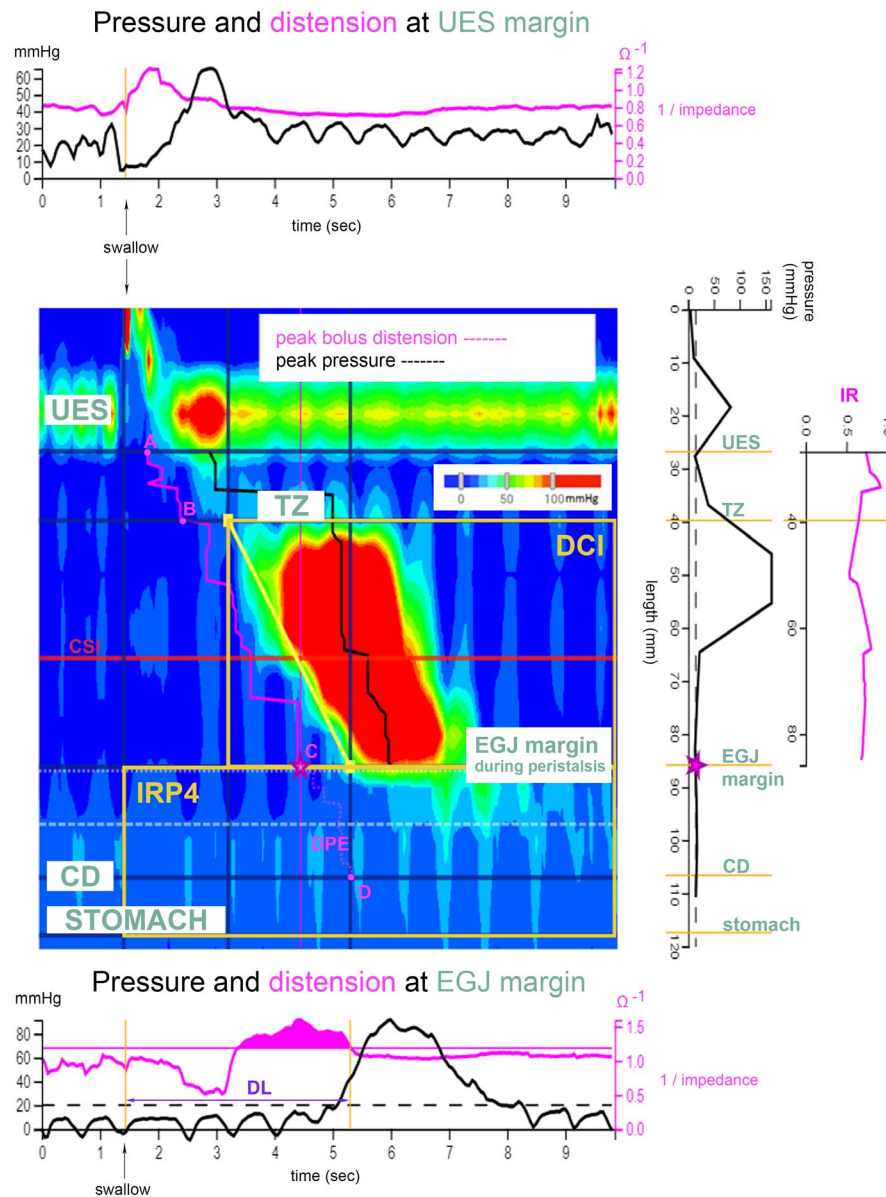 Pressure and distension at UES margin
mmHg
Ω⁻¹
60
50
40
30
20
10
0
1.2
1.0
0.8
0.6
0.4
0.2
0.0
1 / impedance
0 1 2 3 4 5 6 7 8 9
time (sec)
swallow
peak bolus distension -------
peak pressure -------
UES
A
B
TZ
0 50 100 mmHg
DCI
CSI
C
EGJ margin
during peristalsis
IRP4
DPE
CD
D
STOMACH
pressure
(mmHg)
0 50 100 150
0
10
20
30
40
50
60
70
80
90
100
110
120
length (mm)
UES
TZ
EGJ
margin
CD
stomach
IR
0.5
40
60
80
Pressure and distension at EGJ margin
mmHg
Ω⁻¹
80
60
40
20
0
1.5
1.0
0.5
0.0
DL
1 / impedance
0 1 2 3 4 5 6 7 8 9
time (sec)
swallow